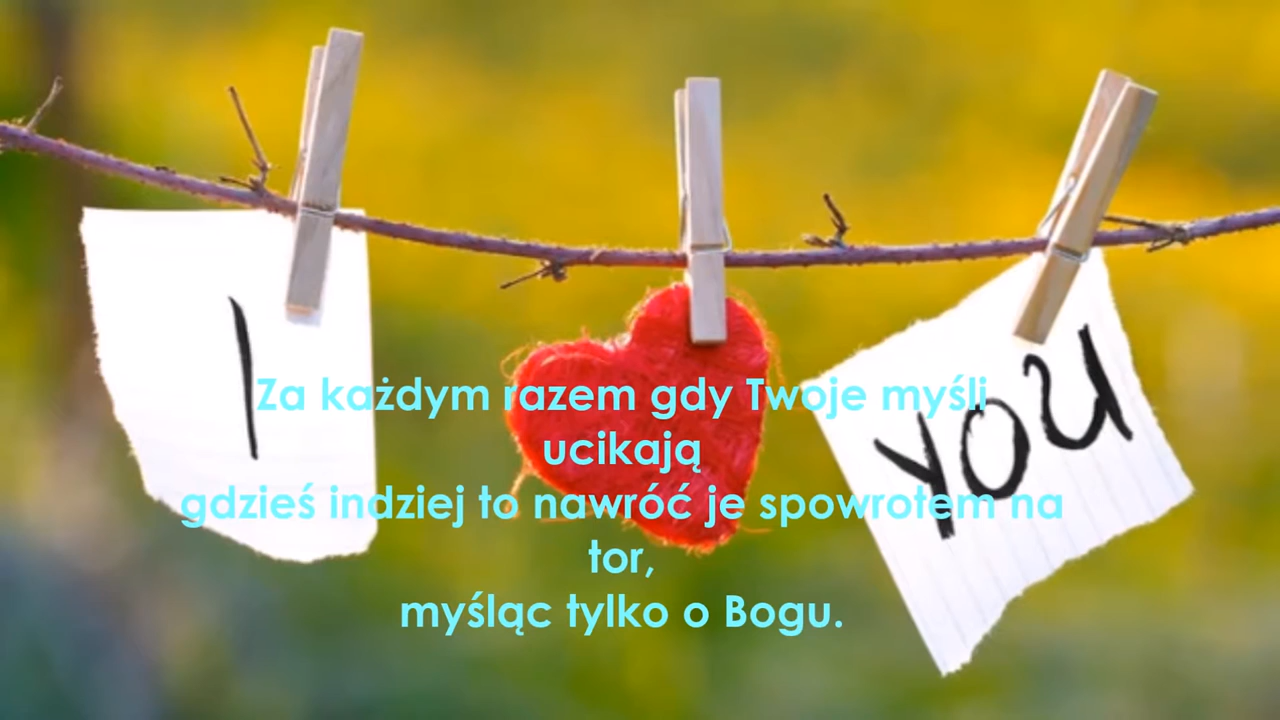 I
YOU
Za każdym razem gdy Twoje myśli
ucikają
gdzieś indziej to nawróć je spowrotem na
tor,
myśląc tylko o Bogu.